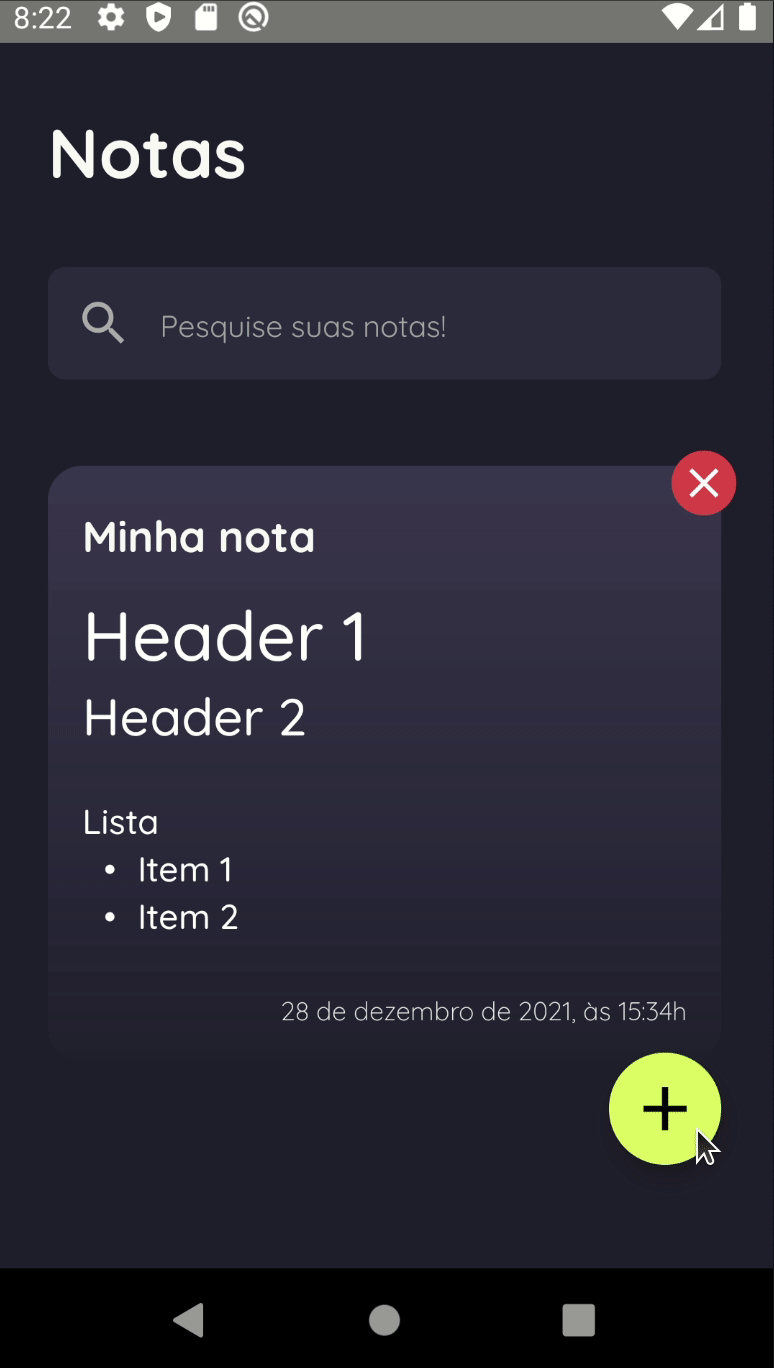 8:22
Notas
Pesquise suas notas!
Minha nota
Header 1
Header 2
Lista
• Item 1
• Item 2
28 de dezembro de 2021, às 15:34h